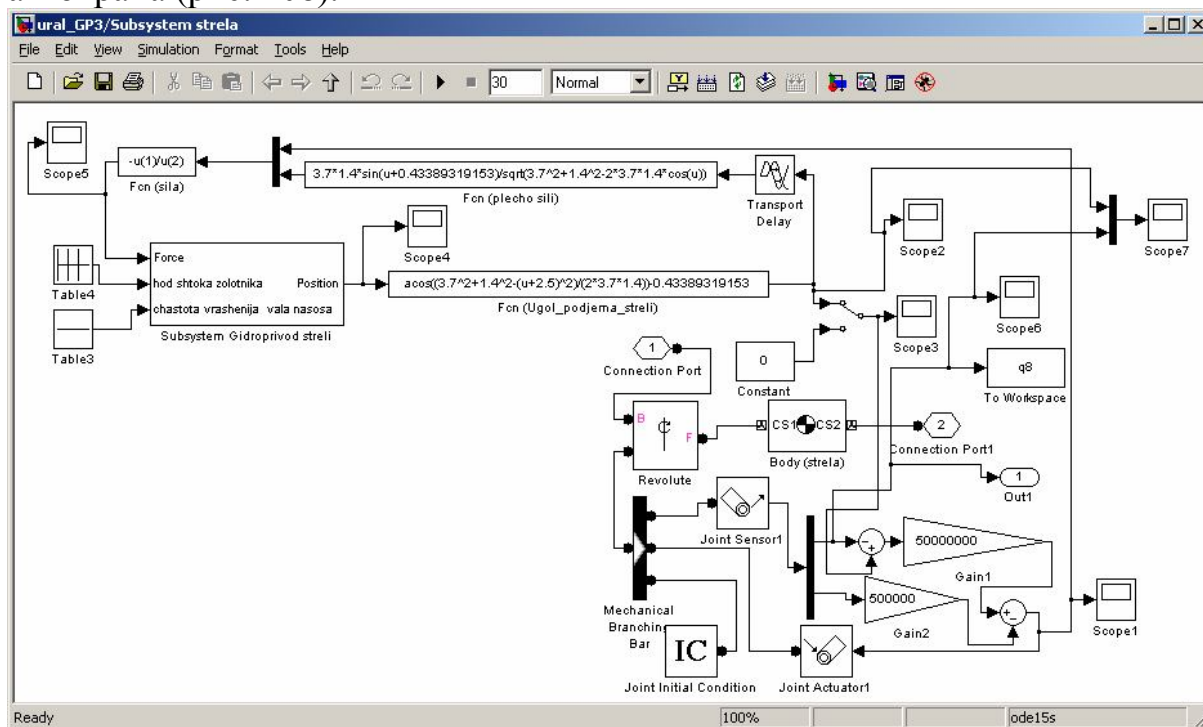 ural_GP3/Subsystem strela
File Edit View Simulation Format Tools Help
30 Normal
Scope5
-u(1)/u(2)
Fcn (sila)
3.7*1.4*sin(u+0.43389319153)/sqrt(3.7^2+1.4^2-2*3.7*1.4*cos(u))
Fcn (plecho sili)
Transport
Delay
Scope4
Scope2
Scope7
Table4
Force
hod shtoka zolotnika
chastota vrashenija vala nasosa
Position
Subsystem Gidroprivod streli
Table3
acos((3.7^2+1.4^2-(u+2.5)^2)/(2*3.7*1.4))-0.43389319153
Fcn (Ugol_podjema_streli)
Scope3
Scope6
1
Connection Port
0
Constant
q8
To Workspace
B
F
Revolute
CS1 CS2
Body (strela)
2
Connection Port1
1
Out1
Joint Sensor1
50000000
Gain1
500000
Gain2
Scope1
Mechanical
Branching
Bar
IC
Joint Initial Condition
Joint Actuator1
Ready 100% ode15s